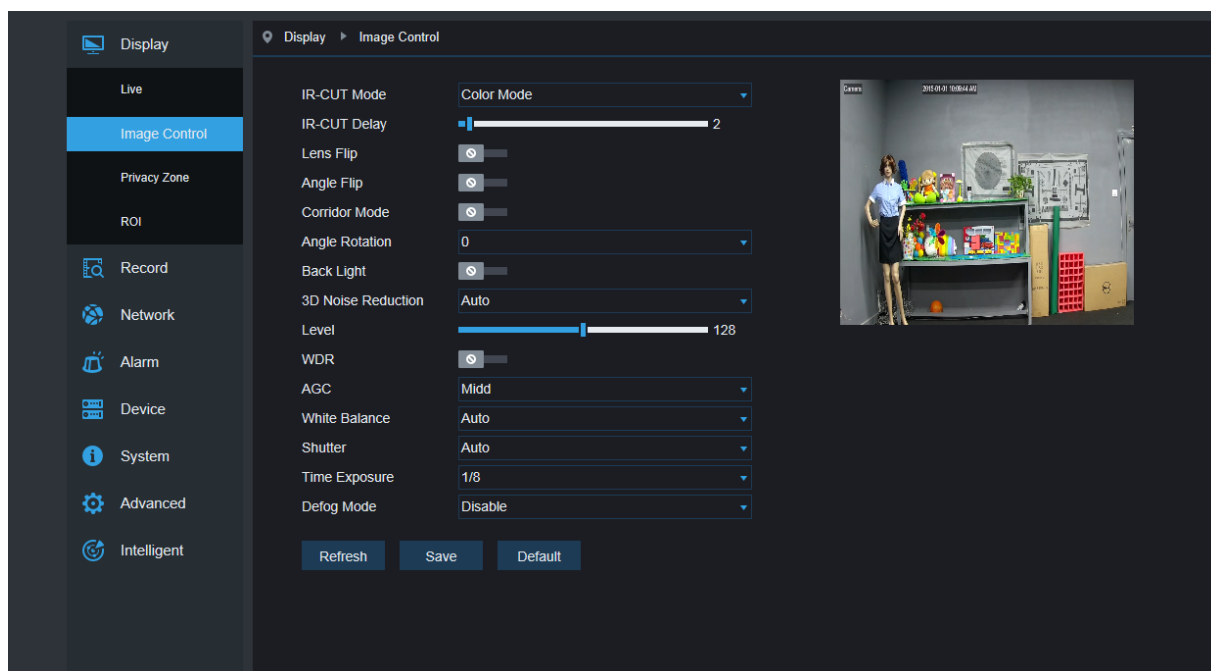 Display
Live
Image Control
Privacy Zone
ROI
Record
Network
Alarm
Device
System
Advanced
Intelligent
Display Image Control
IR-CUT Mode Color Mode
IR-CUT Delay 2
Lens Flip
Angle Flip
Corridor Mode
Angle Rotation 0
Back Light
3D Noise Reduction Auto
Level 128
WDR
AGC Midd
White Balance Auto
Shutter Auto
Time Exposure 1/8
Defog Mode Disable
Refresh Save Default
Camera